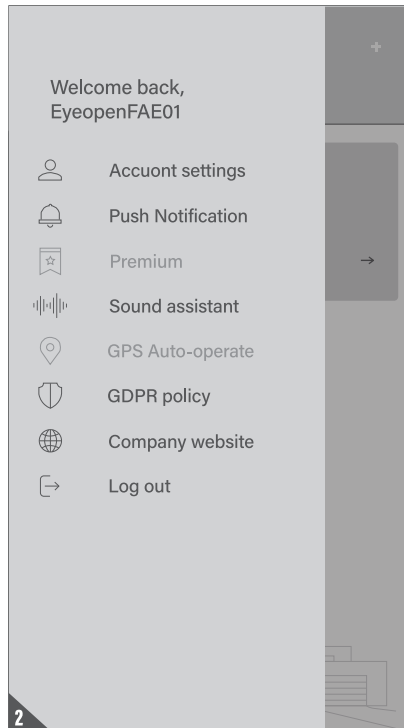 Welcome back,
EyeopenFAE01
Accuont settings
Push Notification
Premium
Sound assistant
GPS Auto-operate
GDPR policy
Company website
Log out
2